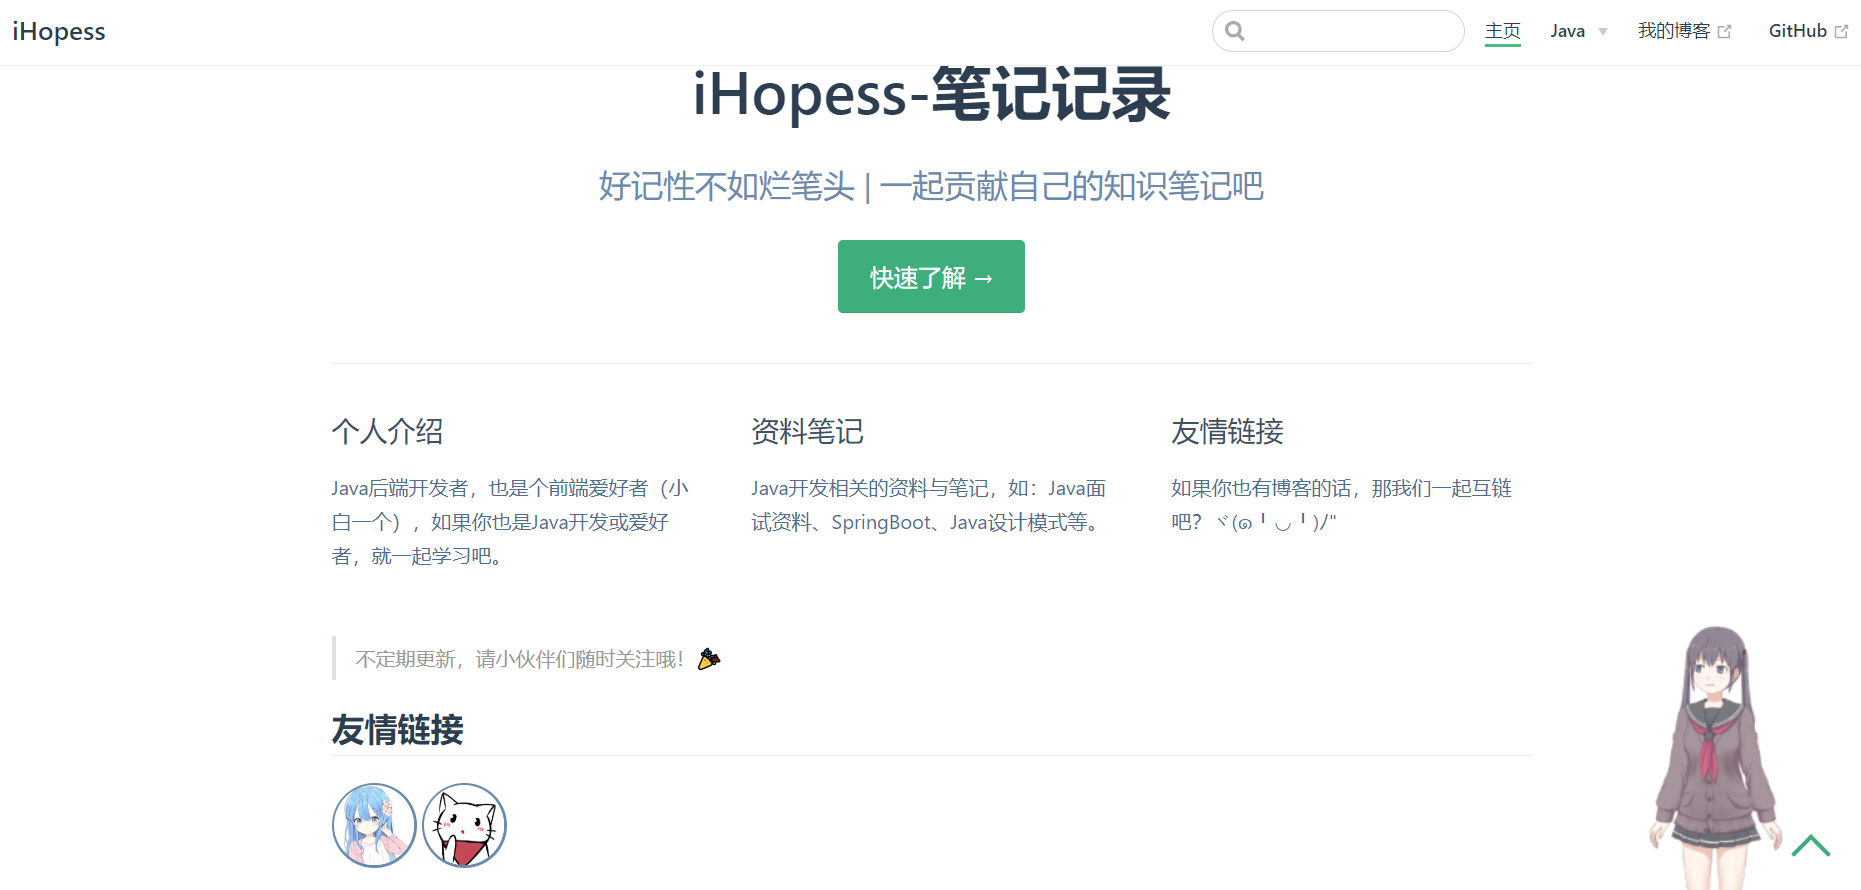 iHopess
主页 Java 我的博客 GitHub
iHopess-笔记记录
好记性不如烂笔头 | 一起贡献自己的知识笔记吧
快速了解 →
个人介绍
Java后端开发者，也是个前端爱好者（小
白一个），如果你也是Java开发或爱好
者，就一起学习吧。
资料笔记
Java开发相关的资料与笔记，如：Java面
试资料、SpringBoot、Java设计模式等。
友情链接
如果你也有博客的话，那我们一起互链
吧？ヾ(๑╹◡╹)ﾉ"
不定期更新，请小伙伴们随时关注哦！🎉
友情链接